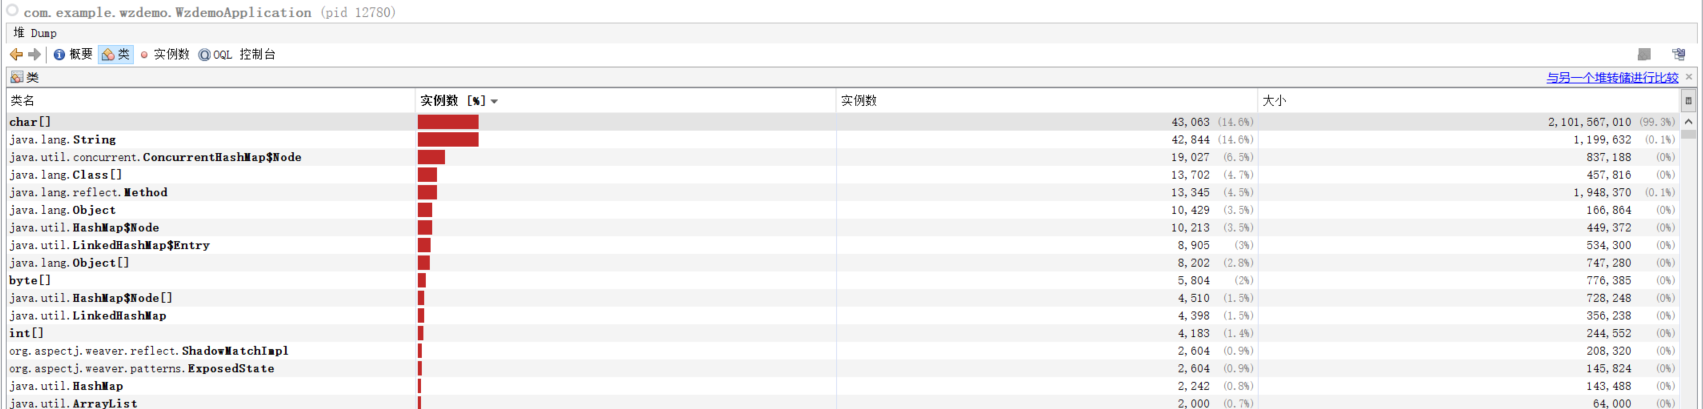 com.example.wzdemo.WzdemoApplication (pid 12780)
堆 Dump
概要 类 实例数 OQL 控制台
类 与另一个堆转储进行比较
类名 实例数 [%] 实例数 大小
char[] 43,063 (14.6%) 2,101,567,010 (99.3%)
java.lang.String 42,844 (14.6%) 1,199,632 (0.1%)
java.util.concurrent.ConcurrentHashMap$Node 19,027 (6.5%) 837,188 (0%)
java.lang.Class[] 13,702 (4.7%) 457,816 (0%)
java.lang.reflect.Method 13,345 (4.5%) 1,948,370 (0.1%)
java.lang.Object 10,429 (3.5%) 166,864 (0%)
java.util.HashMap$Node 10,213 (3.5%) 449,372 (0%)
java.util.LinkedHashMap$Entry 8,905 (3%) 534,300 (0%)
java.lang.Object[] 8,202 (2.8%) 747,280 (0%)
byte[] 5,804 (2%) 776,385 (0%)
java.util.HashMap$Node[] 4,510 (1.5%) 728,248 (0%)
java.util.LinkedHashMap 4,398 (1.5%) 356,238 (0%)
int[] 4,183 (1.4%) 244,552 (0%)
org.aspectj.weaver.reflect.ShadowMatchImpl 2,604 (0.9%) 208,320 (0%)
org.aspectj.weaver.patterns.ExposedState 2,604 (0.9%) 145,824 (0%)
java.util.HashMap 2,242 (0.8%) 143,488 (0%)
java.util.ArrayList 2,000 (0.7%) 64,000 (0%)